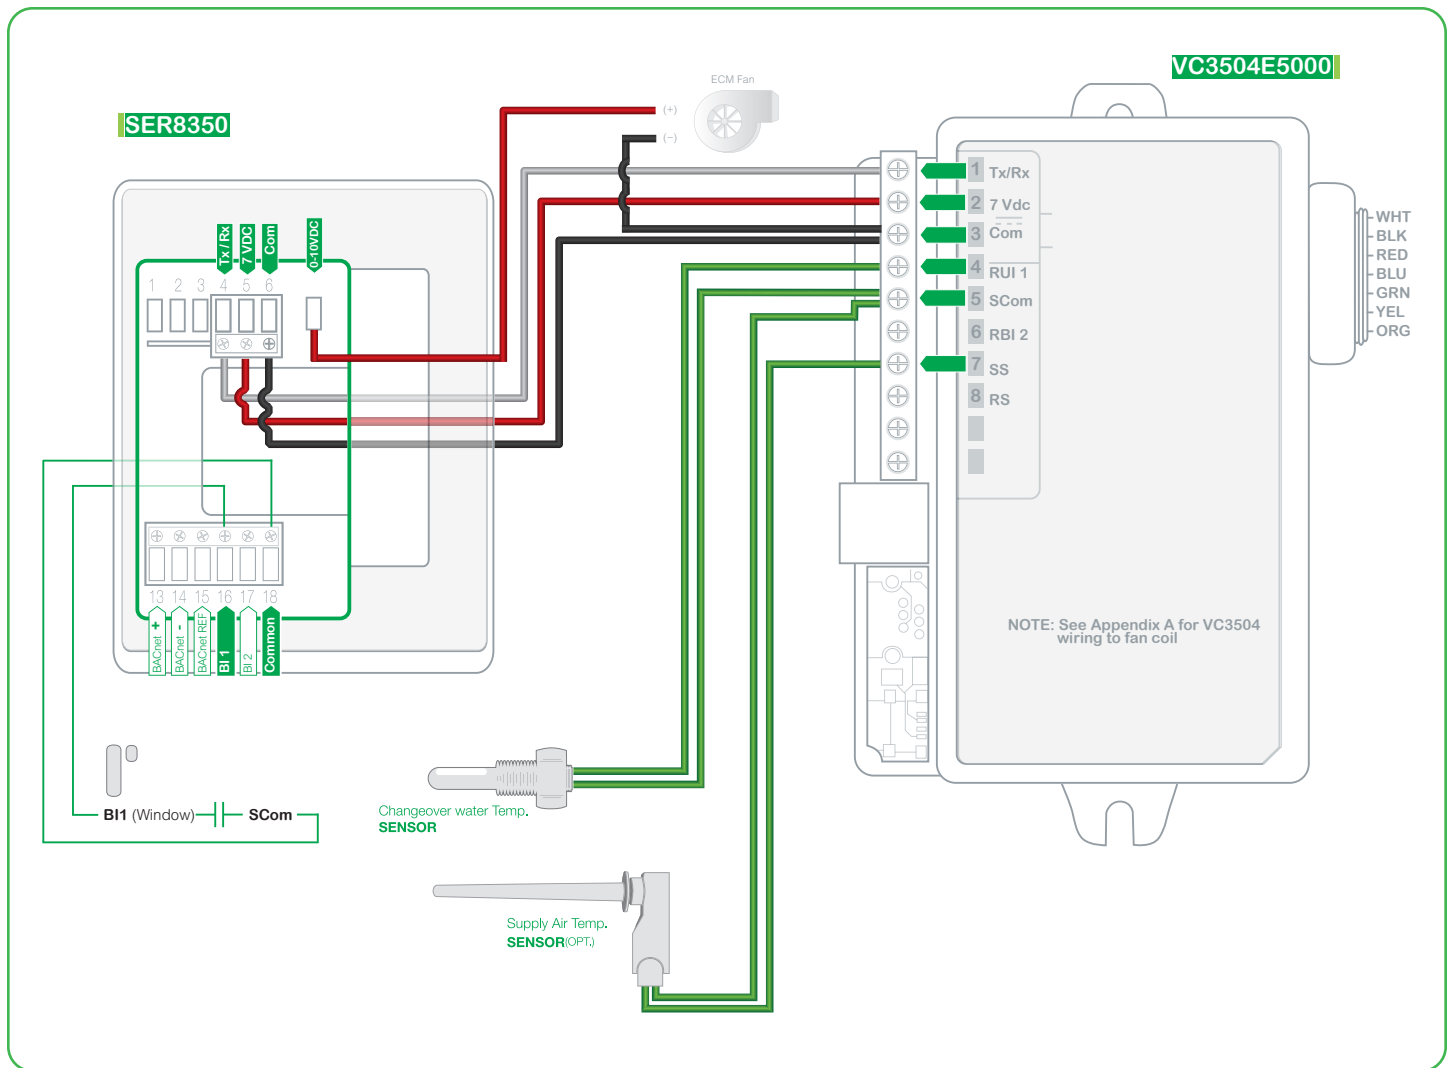 ECM Fan
VC3504E5000
(+)
SER8350
(−)
1 Tx/Rx
2 7 Vdc
3 Com
4 RUI 1
5 SCom
6 RBI 2
7 SS
8 RS
WHT
BLK
RED
BLU
GRN
YEL
ORG
Tx / Rx
7 VDC
Com
0-10VDC
1 2 3 4 5 6
13 14 15 16 17 18
BACnet +
BACnet -
BACnet REF
BI 1
BI 2
Common
NOTE: See Appendix A for VC3504
wiring to fan coil
BI1 (Window) SCom
Changeover water Temp.
SENSOR
Supply Air Temp.
SENSOR(OPT.)